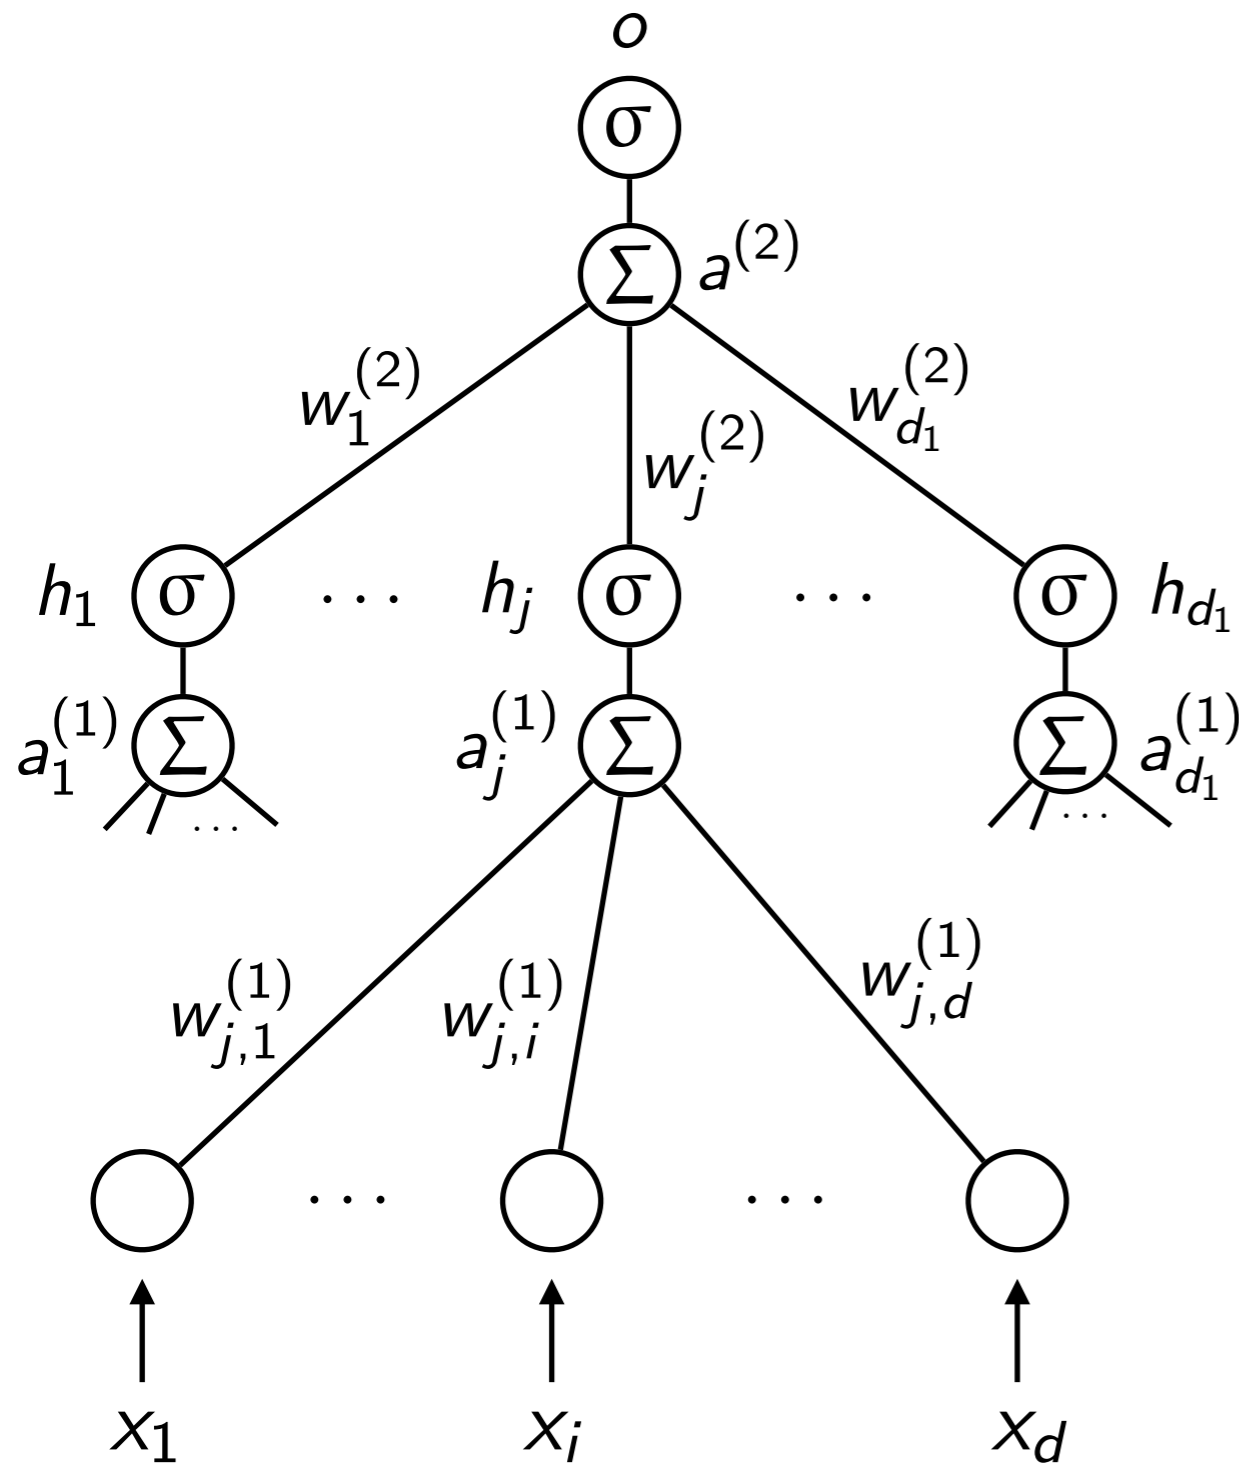 o
σ
Σ a^(2)
w_1^(2) w_j^(2) w_{d_1}^(2)
h_1 σ ··· h_j σ ··· σ h_{d_1}
a_1^(1) Σ a_j^(1) Σ Σ a_{d_1}^(1)
··· ···
w_{j,1}^(1) w_{j,i}^(1) w_{j,d}^(1)
··· ···
x_1 x_i x_d